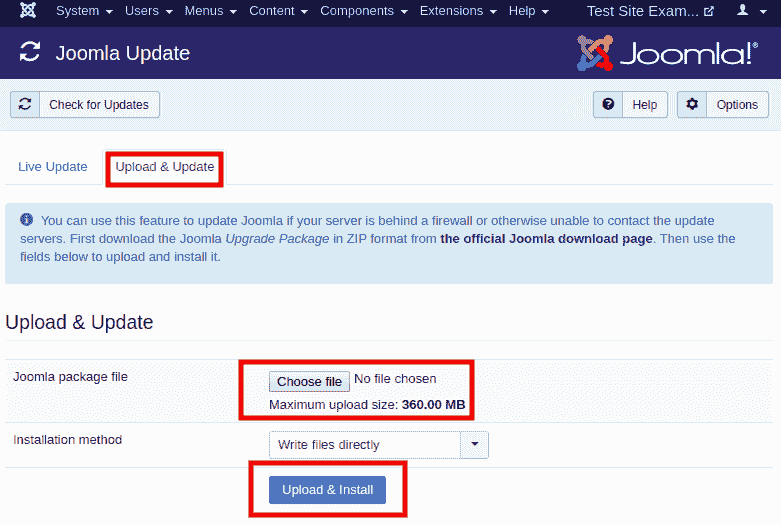 System Users Menus Content Components Extensions Help Test Site Exam...
Joomla Update Joomla!®
Check for Updates Help Options
Live Update Upload & Update
You can use this feature to update Joomla if your server is behind a firewall or otherwise unable to contact the update
servers. First download the Joomla Upgrade Package in ZIP format from the official Joomla download page. Then use the
fields below to upload and install it.
Upload & Update
Joomla package file Choose file No file chosen
Maximum upload size: 360.00 MB
Installation method Write files directly
Upload & Install